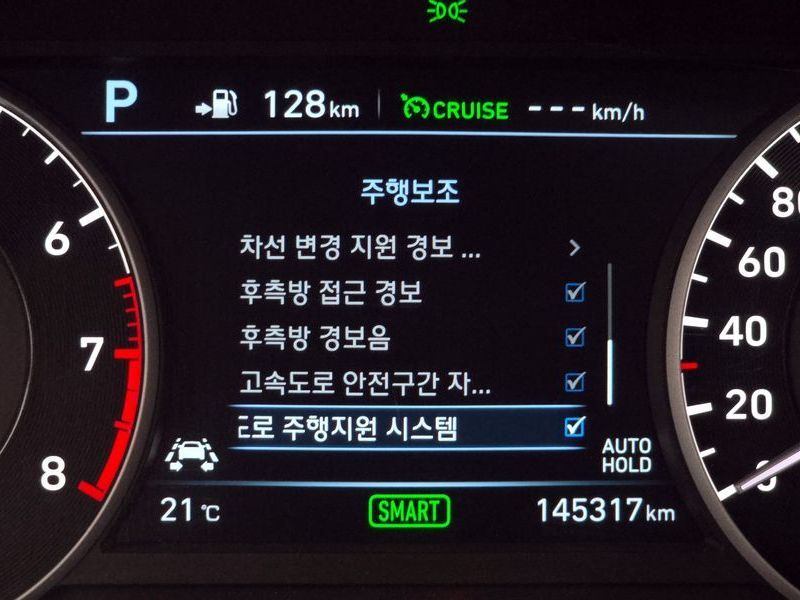 P 128 km CRUISE --- km/h
주행보조
차선 변경 지원 경보 ...
후측방 접근 경보
후측방 경보음
고속도로 안전구간 자...
로 주행지원 시스템
AUTO
HOLD
21 ℃ SMART 145317 km
6
7
8
80
60
40
20
0